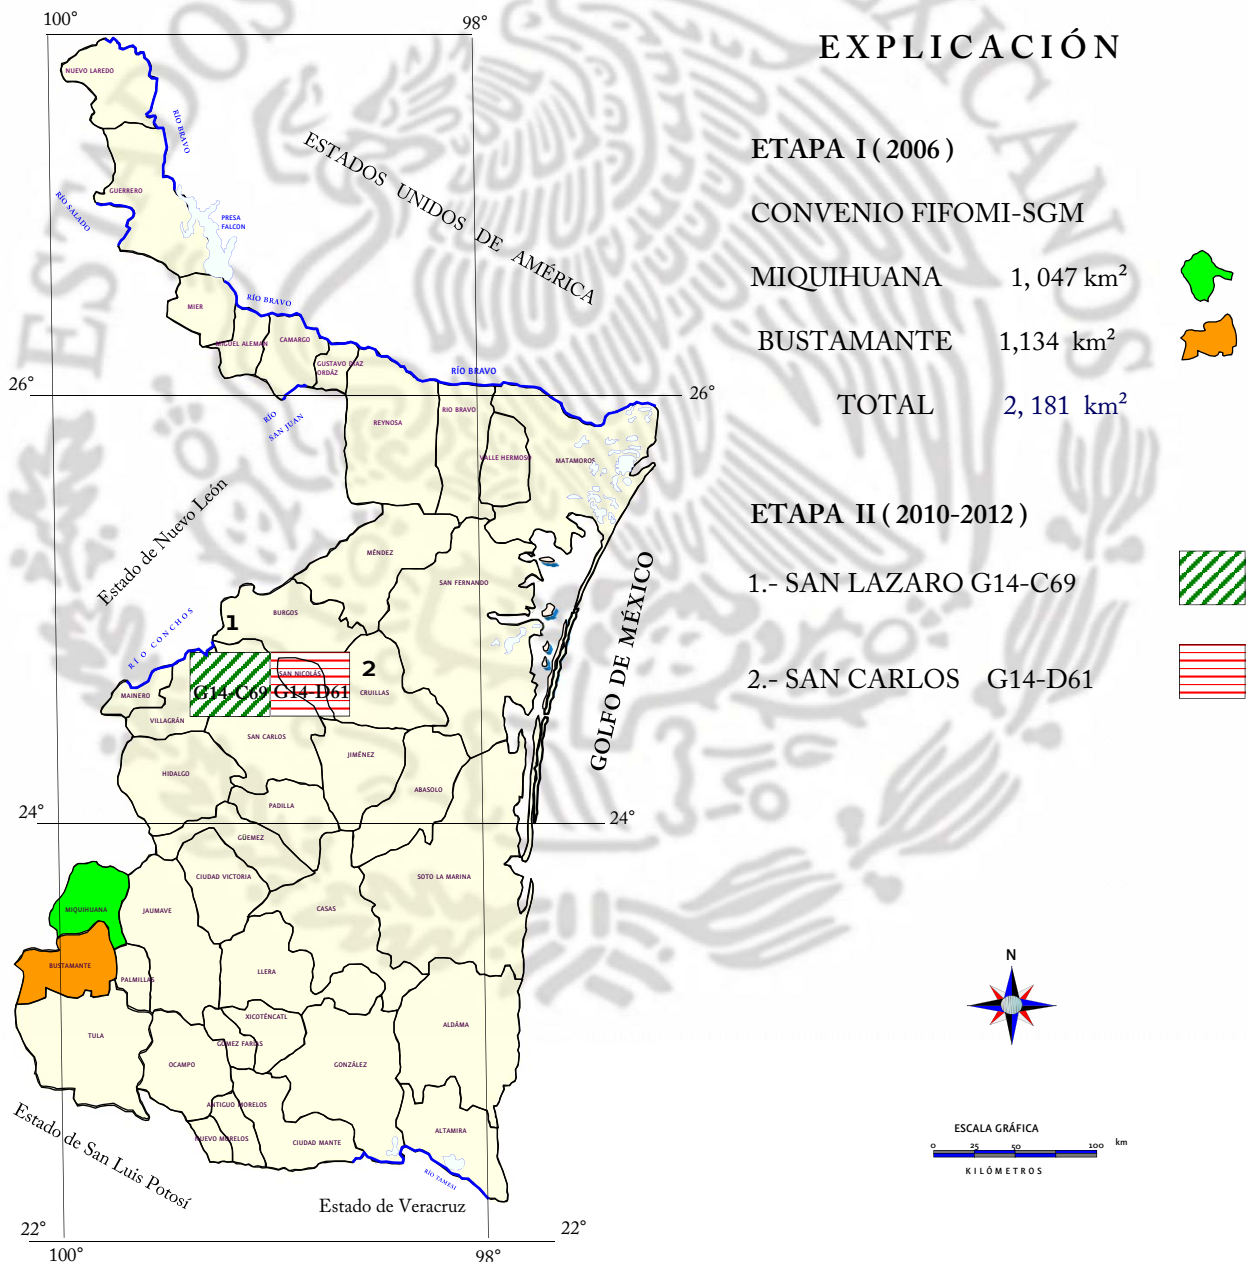 100°
98°
EXPLICACIÓN
NUEVO LAREDO
RÍO BRAVO
ESTADOS UNIDOS DE AMÉRICA
ESTADOS
MEXICANOS
ETAPA I ( 2006 )
GUERRERO
RÍO SALADO
PRESA
FALCON
CONVENIO FIFOMI-SGM
MIQUIHUANA 1, 047 km²
MIER
RÍO BRAVO
MIGUEL ALEMAN
CAMARGO
BUSTAMANTE 1,134 km²
GUSTAVO DIAZ
ORDÁZ
RÍO BRAVO
26°
26°
TOTAL 2, 181 km²
RÍO
SAN JUAN
REYNOSA
RIO BRAVO
VALLE HERMOSO
MATAMOROS
Estado de Nuevo León
ETAPA II ( 2010-2012 )
MÉNDEZ
SAN FERNANDO
1.- SAN LAZARO G14-C69
BURGOS
1
RÍO CONCHOS
GOLFO DE MÉXICO
2
SAN NICOLÁS
G14-C69
G14-D61
CRUILLAS
MAINERO
2.- SAN CARLOS G14-D61
VILLAGRÁN
SAN CARLOS
JIMÉNEZ
HIDALGO
ABASOLO
PADILLA
24°
24°
GÜEMEZ
CIUDAD VICTORIA
SOTO LA MARINA
MIQUIHUANA
JAUMAVE
CASAS
BUSTAMANTE
PALMILLAS
LLERA
N
XICOTÉNCATL
ALDÁMA
TULA
GOMEZ FARÍAS
OCAMPO
GONZÁLEZ
ANTIGUO MORELOS
NUEVO MORELOS
CIUDAD MANTE
ALTAMIRA
Estado de San Luis Potosí
RÍO TAMESI
Estado de Veracruz
ESCALA GRÁFICA
0 25 50 100 km
KILÓMETROS
22°
22°
100°
98°